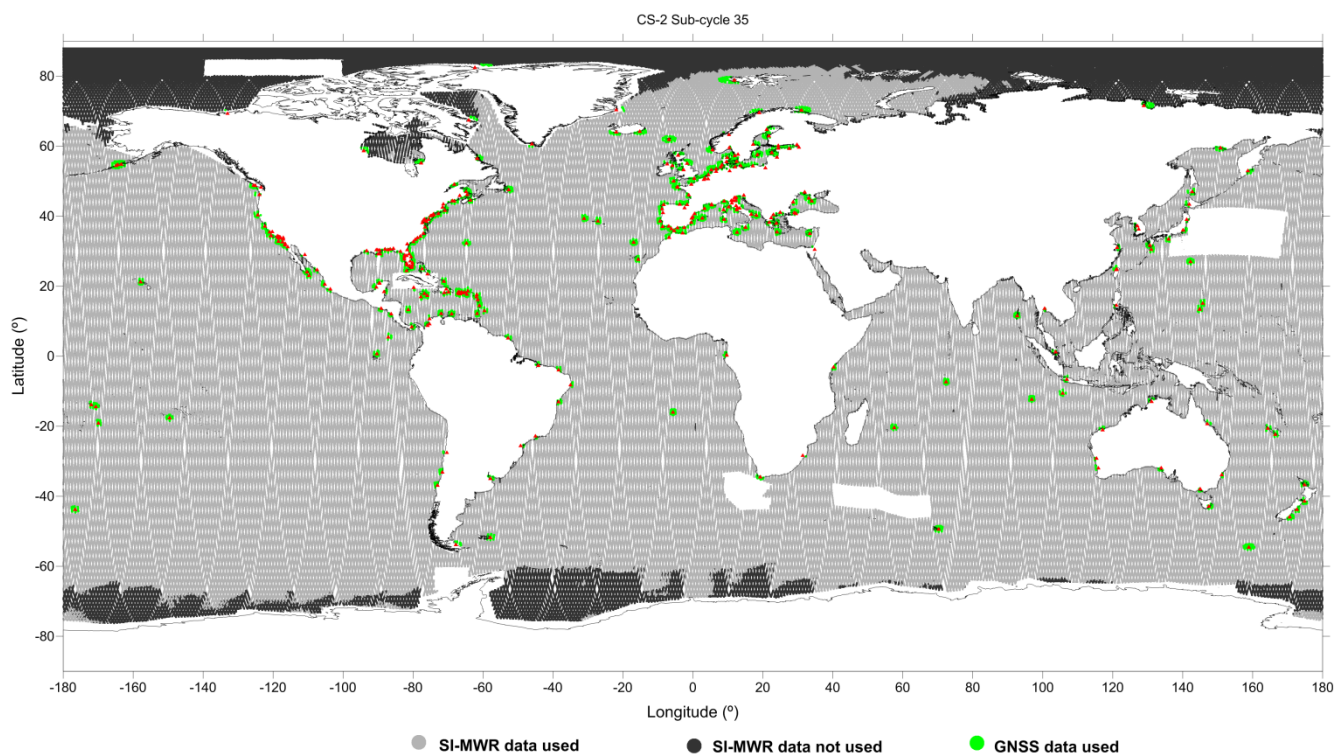 CS-2 Sub-cycle 35
80
60
40
20
0
-20
-40
-60
-80
Latitude (º)
-180 -160 -140 -120 -100 -80 -60 -40 -20 0 20 40 60 80 100 120 140 160 180
Longitude (º)
SI-MWR data used SI-MWR data not used GNSS data used